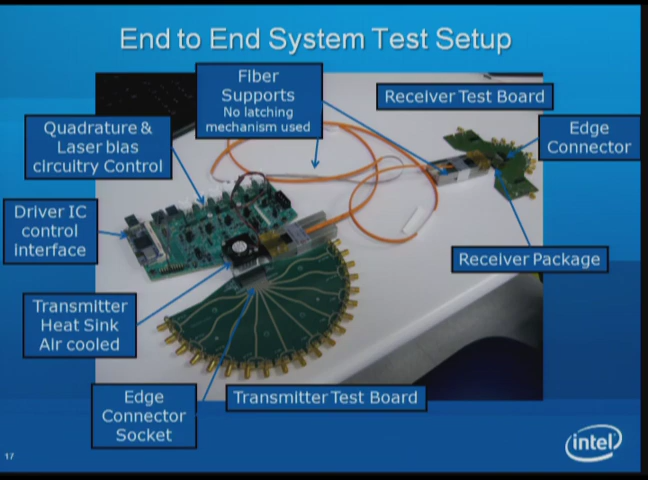 End to End System Test Setup
Fiber
Supports
No latching
mechanism used
Receiver Test Board
Quadrature &
Laser bias
circuitry Control
Edge
Connector
Driver IC
control
interface
Receiver Package
Transmitter
Heat Sink
Air cooled
Edge
Connector
Socket
Transmitter Test Board
intel
17